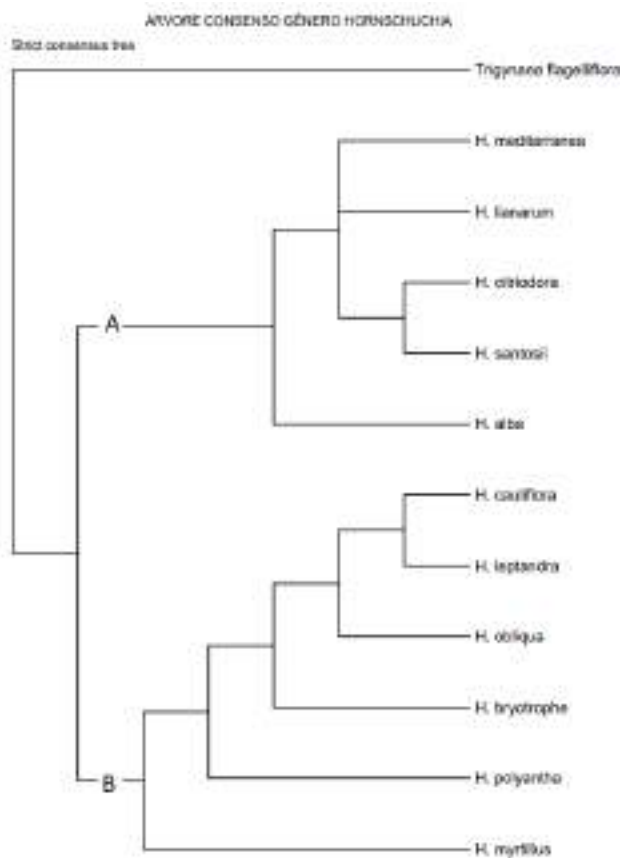 ÁRVORE CONSENSO GÊNERO HORNSCHUCHIA
Strict consensus tree
Trigynaea flagelliflora
H. mediterranea
H. lianarum
H. citriodora
H. santosii
A
H. alba
H. cauliflora
H. leptandra
H. obliqua
H. bryotrophe
B
H. polyantha
H. myrtillus